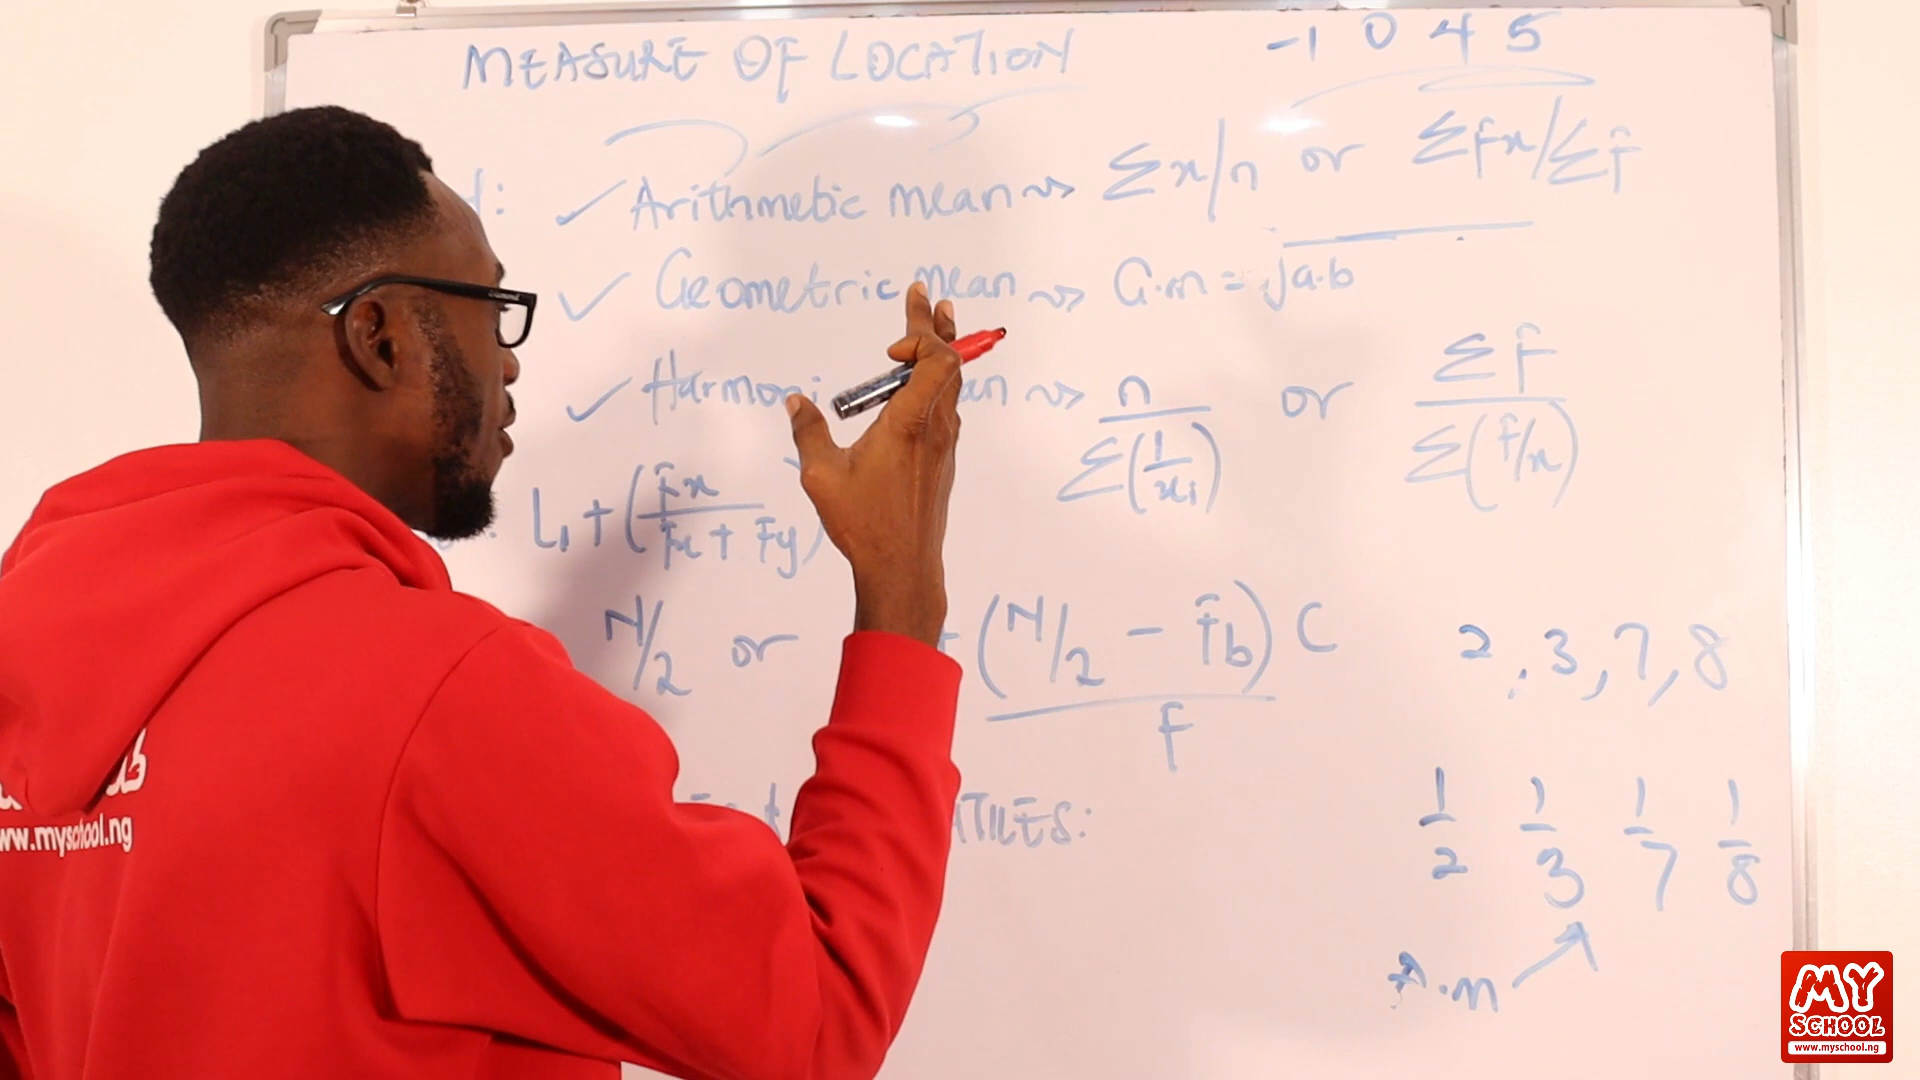 MEASURE OF LOCATION
-1 0 4 5
✓ Arithmetic mean → Σx/n or Σfx/Σf
✓ Geometric mean → G.m = √a.b
✓ Harmoni an → n / Σ(1/xi) or Σf / Σ(f/x)
L1 + (Fx / Fx + Fy)
N/2 or + (N/2 - Fb) C / F
2, 3, 7, 8
1/2 1/3 1/7 1/8
TILES:
A.m
www.myschool.ng
MY
SCHOOL
www.myschool.ng